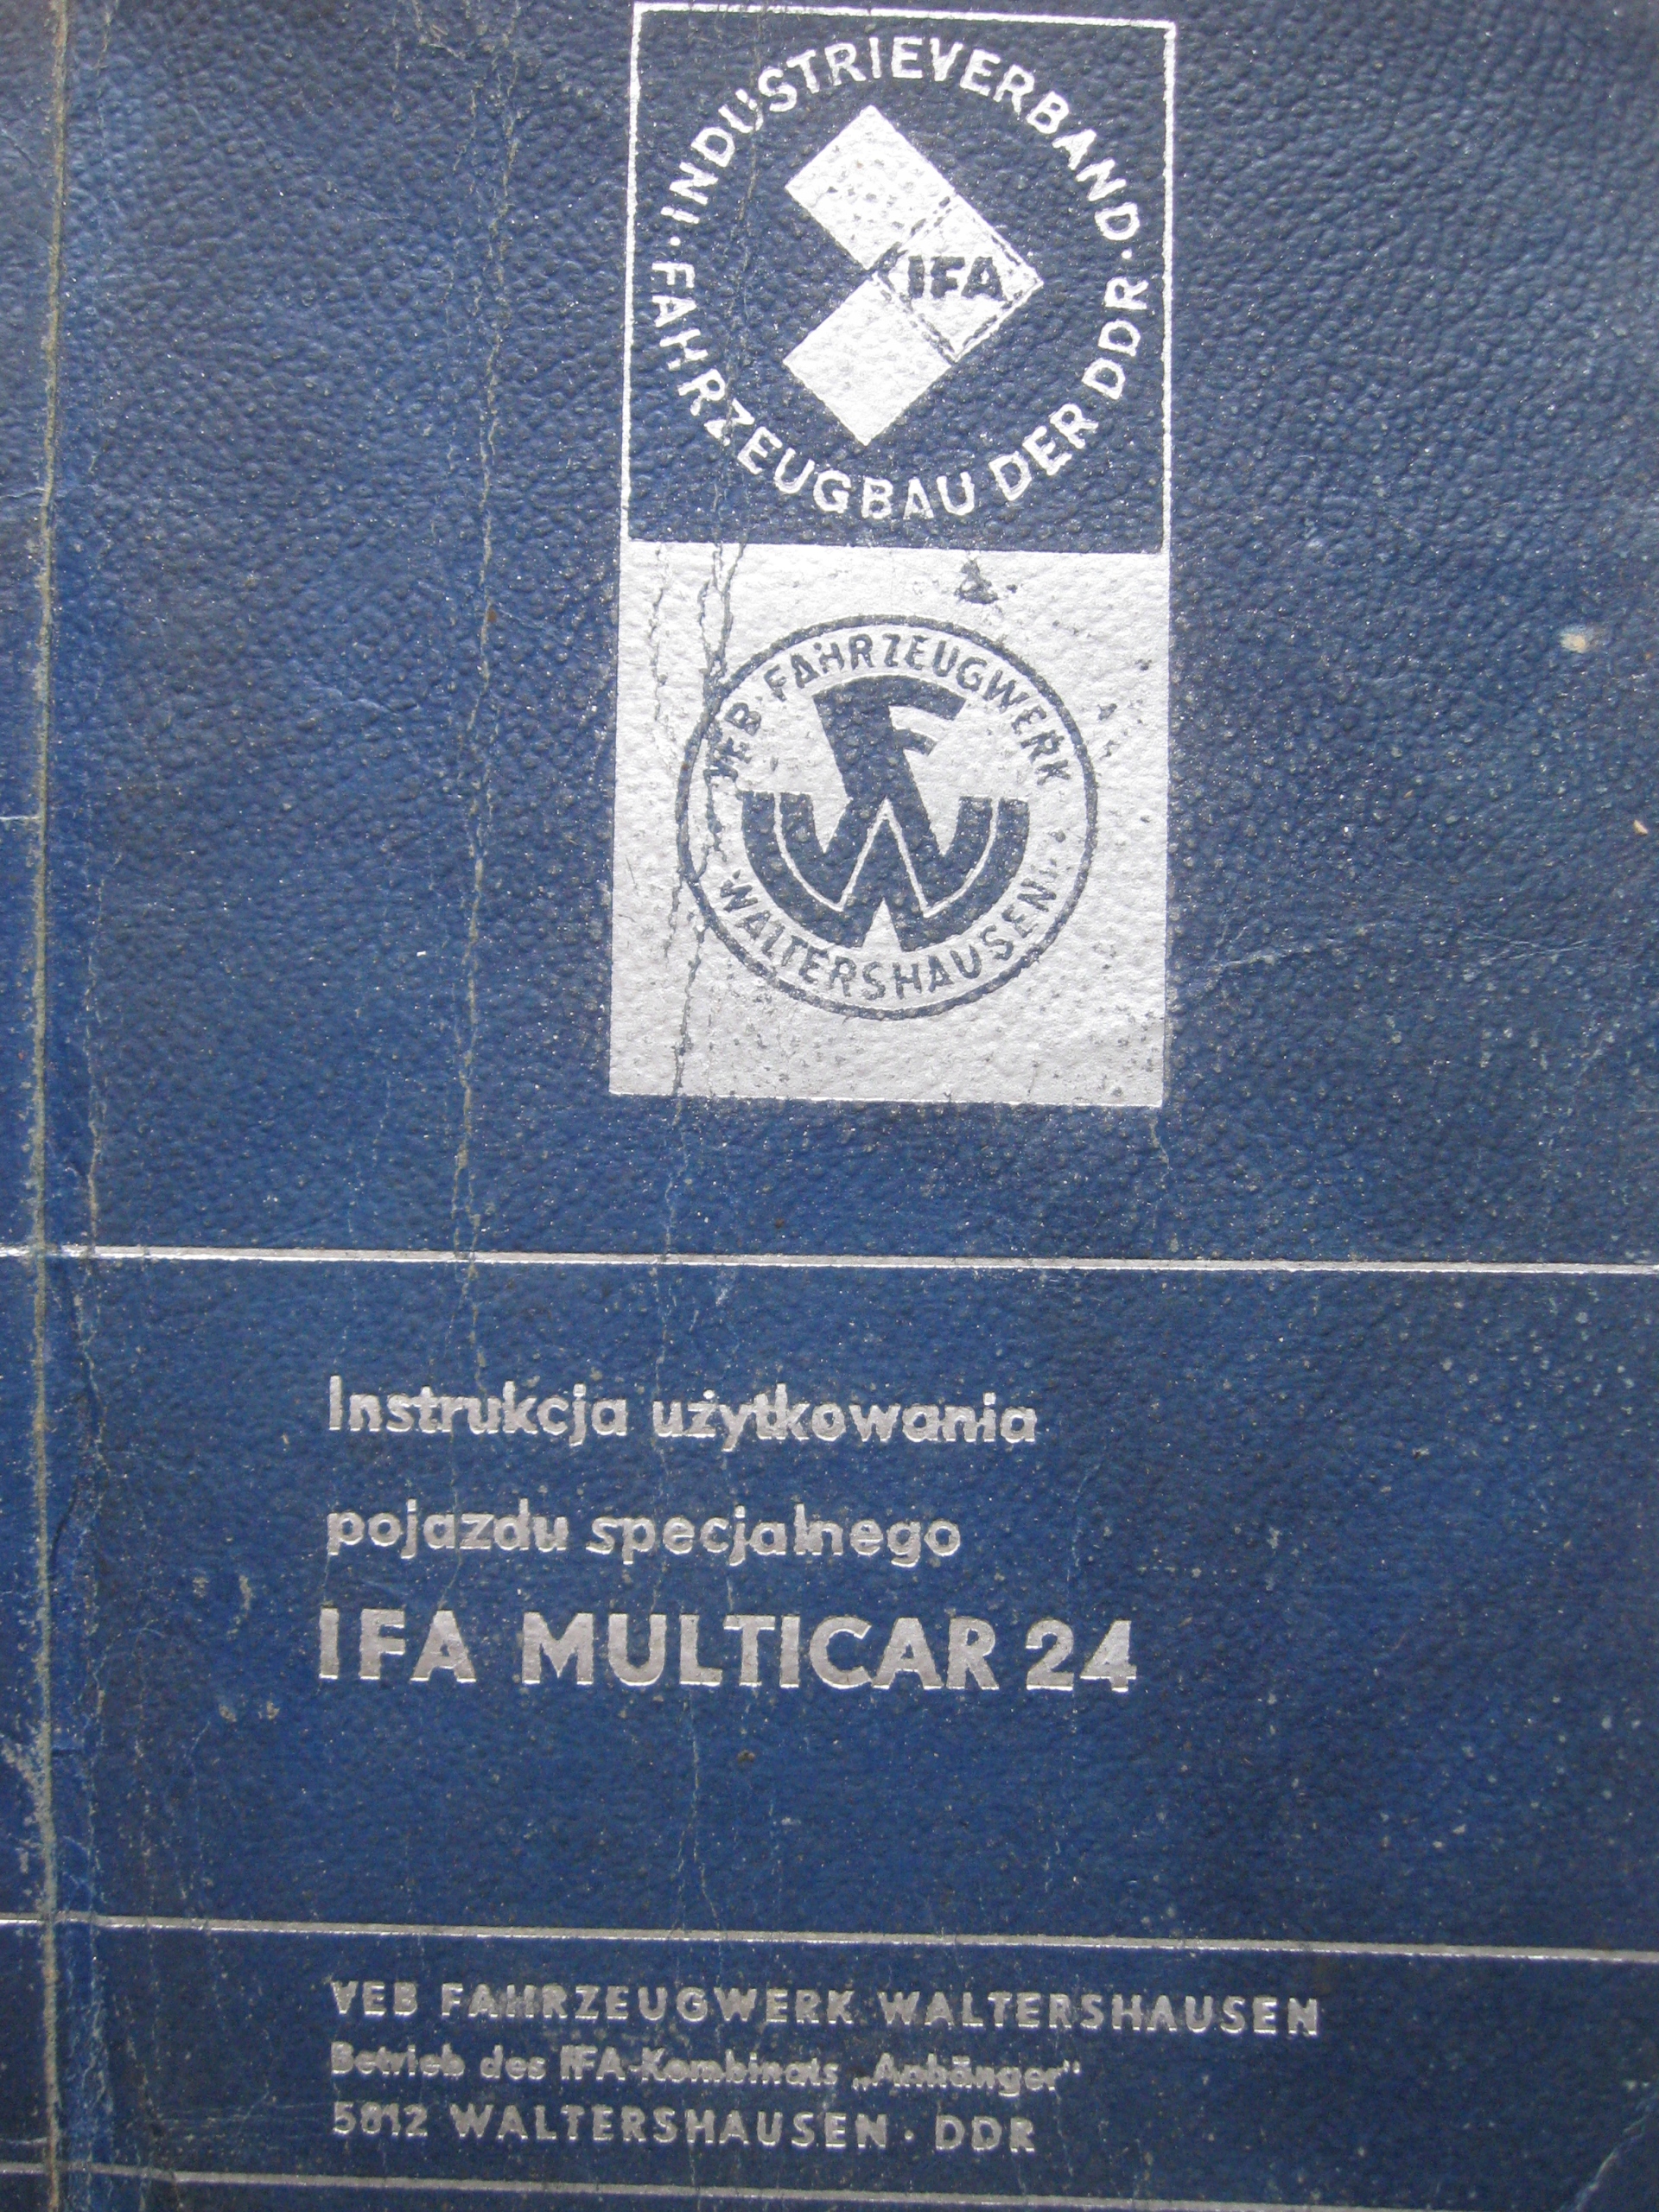 · INDUSTRIEVERBAND ·
FAHRZEUGBAU DER DDR
IFA
VEB FAHRZEUGWERK
FWW
WALTERSHAUSEN
Instrukcja użytkowania
pojazdu specjalnego
IFA MULTICAR 24
VEB FAHRZEUGWERK WALTERSHAUSEN
Betrieb des IFA-Kombinats „Anhänger"
5812 WALTERSHAUSEN · DDR